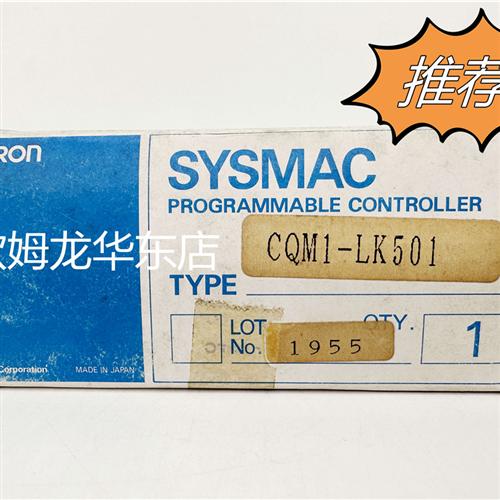 推荐
RON
SYSMAC
PROGRAMMABLE CONTROLLER
CQM1-LK501
TYPE
欧姆龙华东店
LOT No. 1955
QTY. 1
Corporation
MADE IN JAPAN